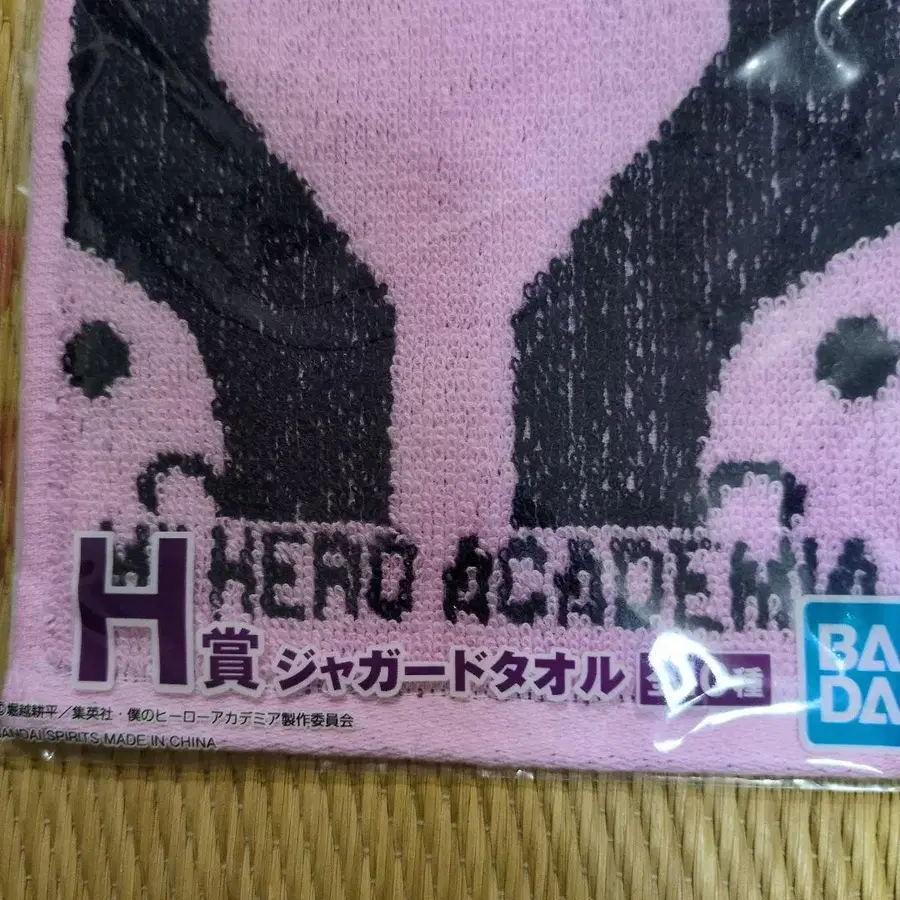 HERO ACADEMIA
H賞 ジャガードタオル
BA
DA
©堀越耕平/集英社・僕のヒーローアカデミア製作委員会
BANDAI SPIRITS MADE IN CHINA